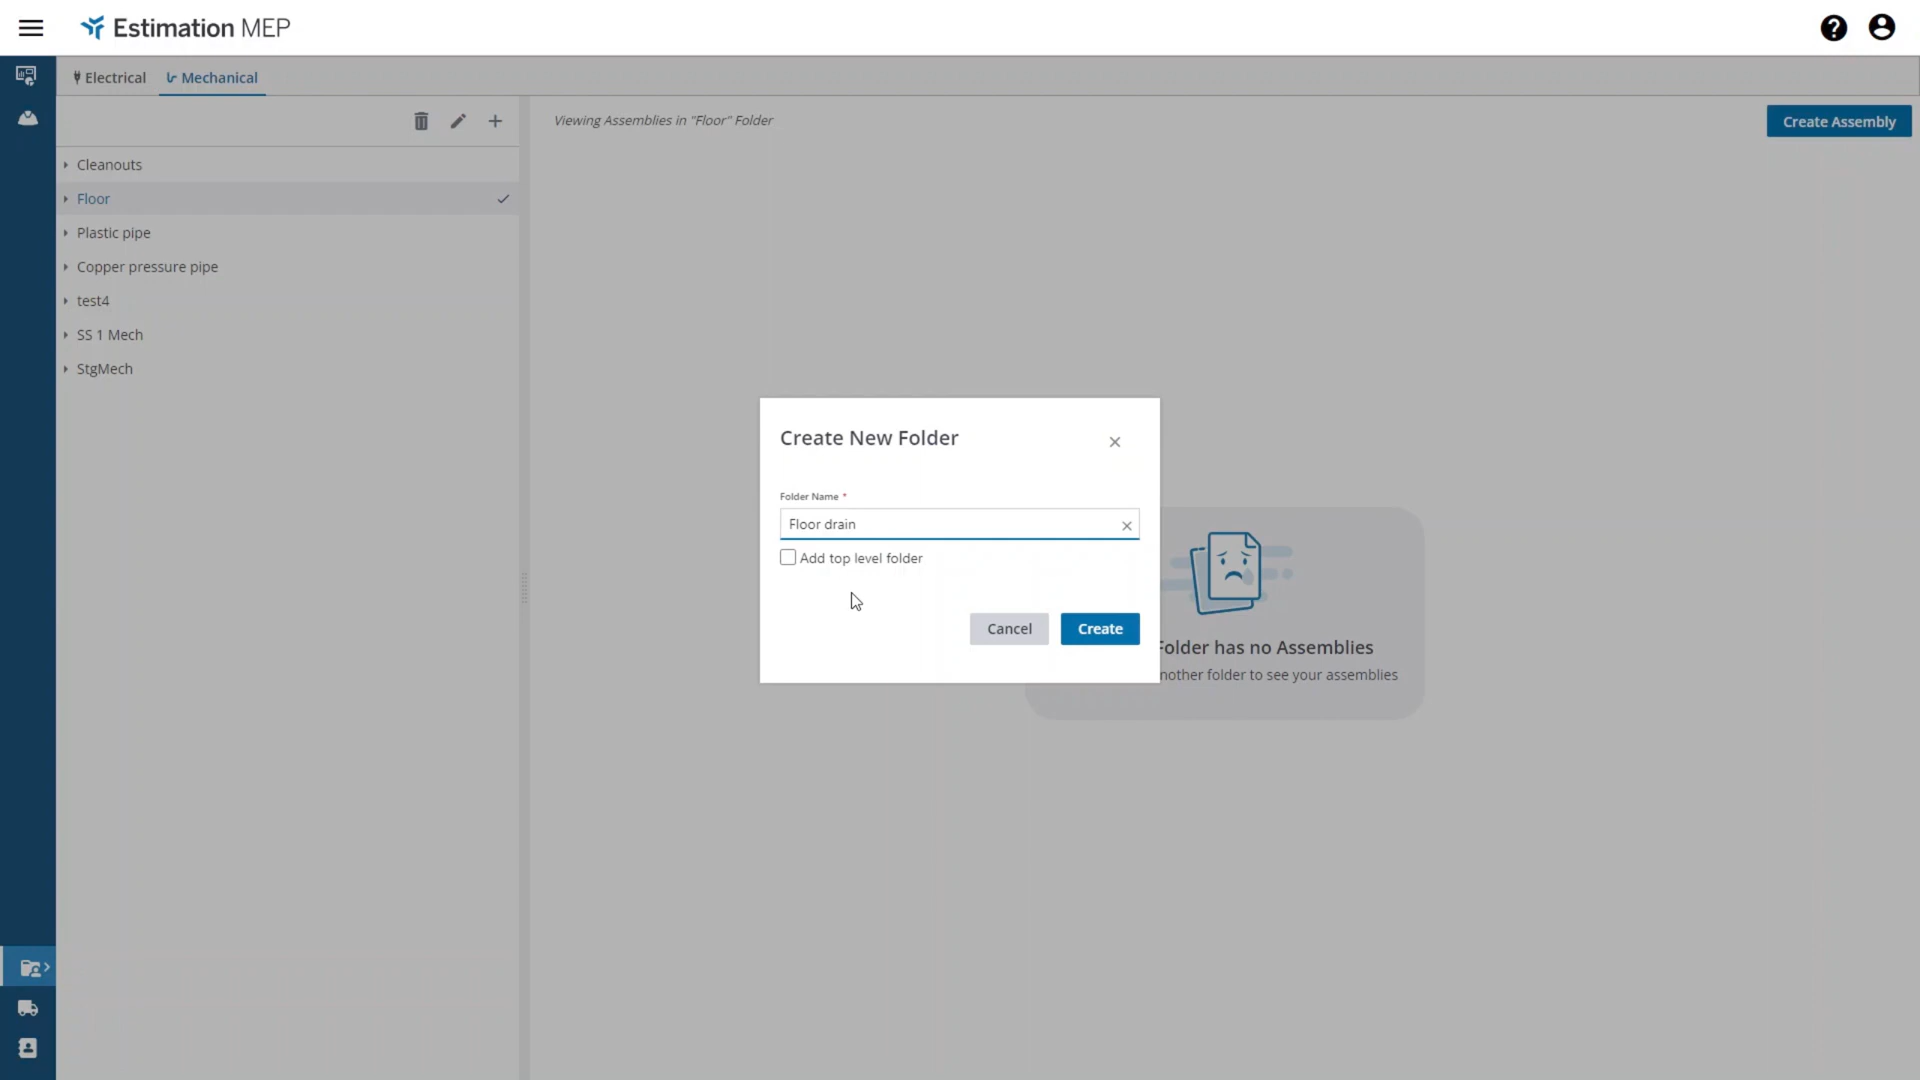 Estimation MEP
Electrical
Mechanical
Viewing Assemblies in "Floor" Folder
Create Assembly
Cleanouts
Floor
Plastic pipe
Copper pressure pipe
test4
SS 1 Mech
StgMech
Create New Folder
Folder Name *
Floor drain
Add top level folder
Cancel
Create
Folder has no Assemblies
nother folder to see your assemblies